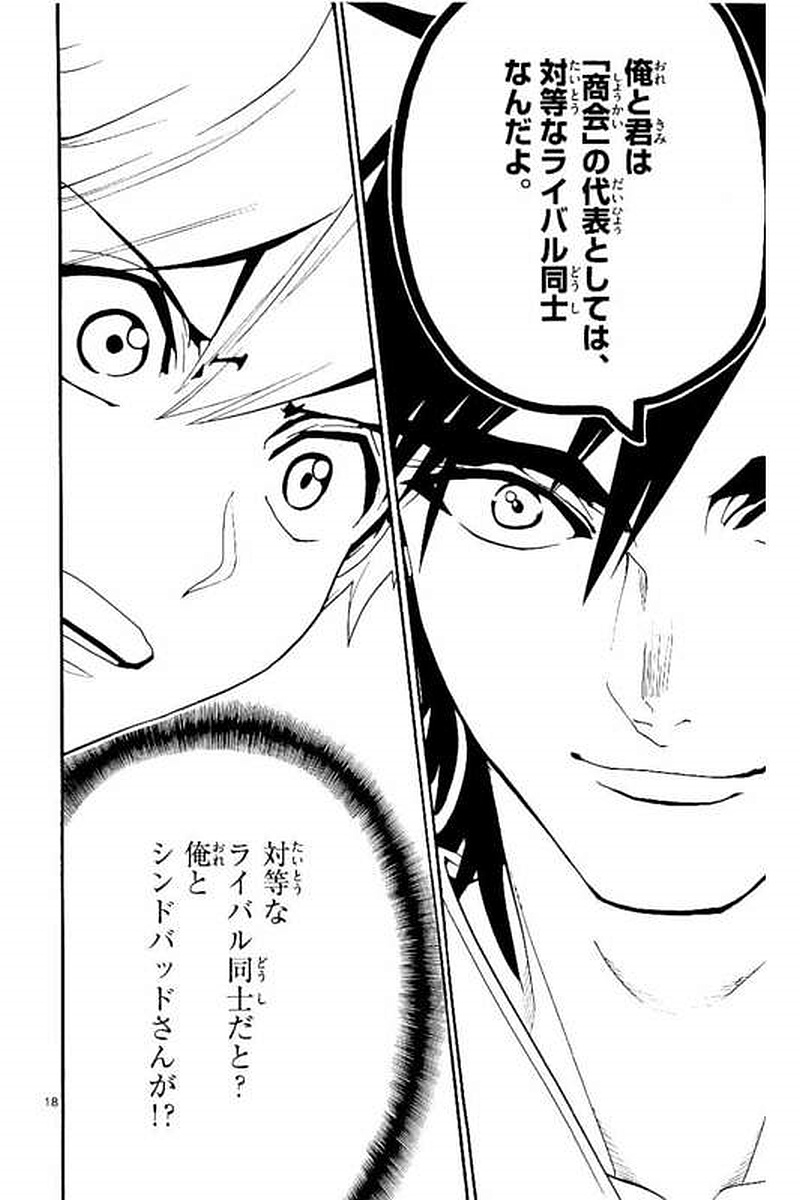 俺と君は
「商会」の代表としては、
対等なライバル同士
なんだよ。
対等な
ライバル同士だと?
俺と
シンドバッドさんが!?
18